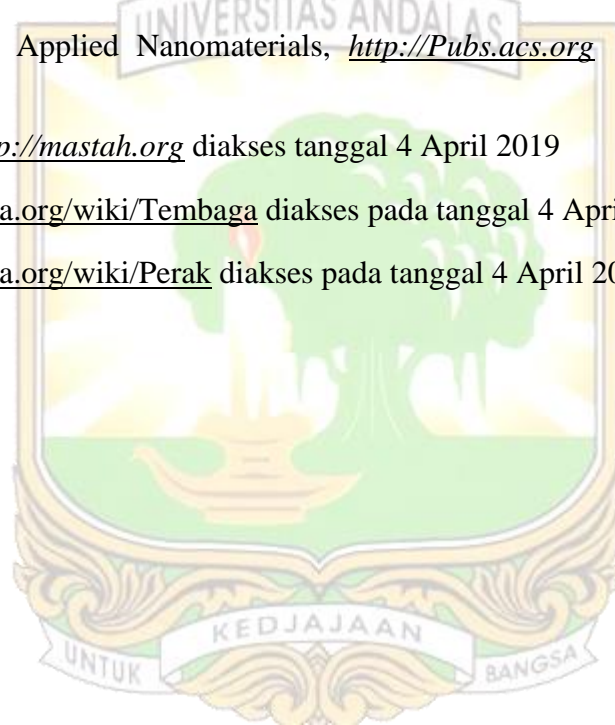 UNIVERSITAS ANDALAS
Applied Nanomaterials, http://Pubs.acs.org
p://mastah.org diakses tanggal 4 April 2019
a.org/wiki/Tembaga diakses pada tanggal 4 Apri
a.org/wiki/Perak diakses pada tanggal 4 April 20
UNTUK KEDJAJAAN BANGSA